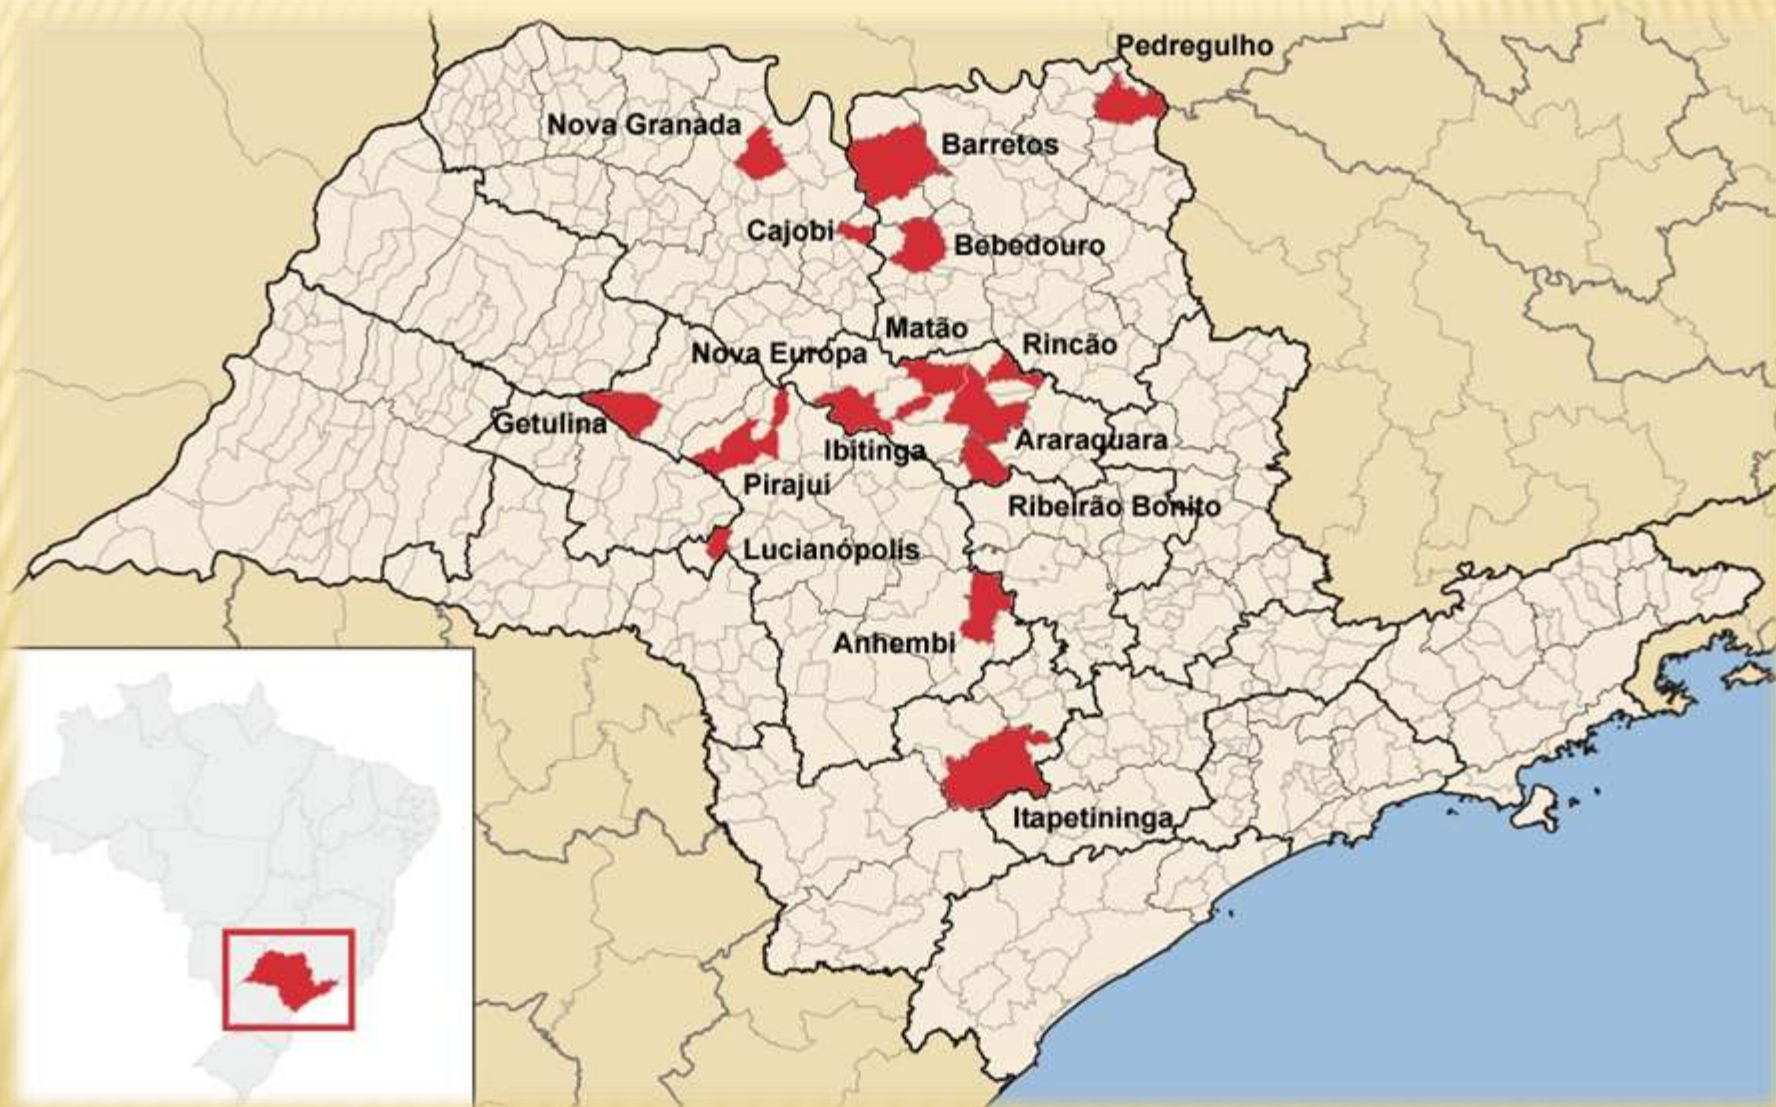 Pedregulho
Nova Granada
Barretos
Cajobi
Bebedouro
Matão
Rincão
Nova Europa
Getulina
Ibitinga
Araraquara
Pirajuí
Ribeirão Bonito
Lucianópolis
Anhembi
Itapetininga